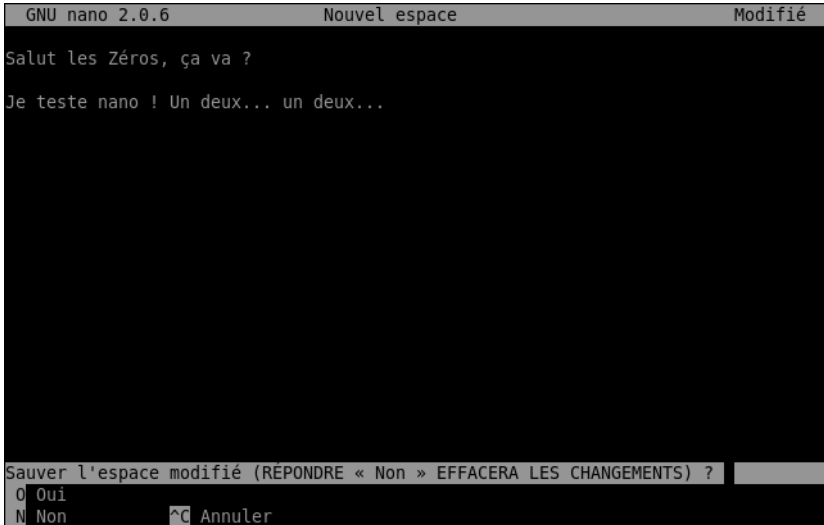 GNU nano 2.0.6 Nouvel espace Modifié
Salut les Zéros, ça va ?
Je teste nano ! Un deux... un deux...
Sauver l'espace modifié (RÉPONDRE « Non » EFFACERA LES CHANGEMENTS) ?
O Oui
N Non ^C Annuler